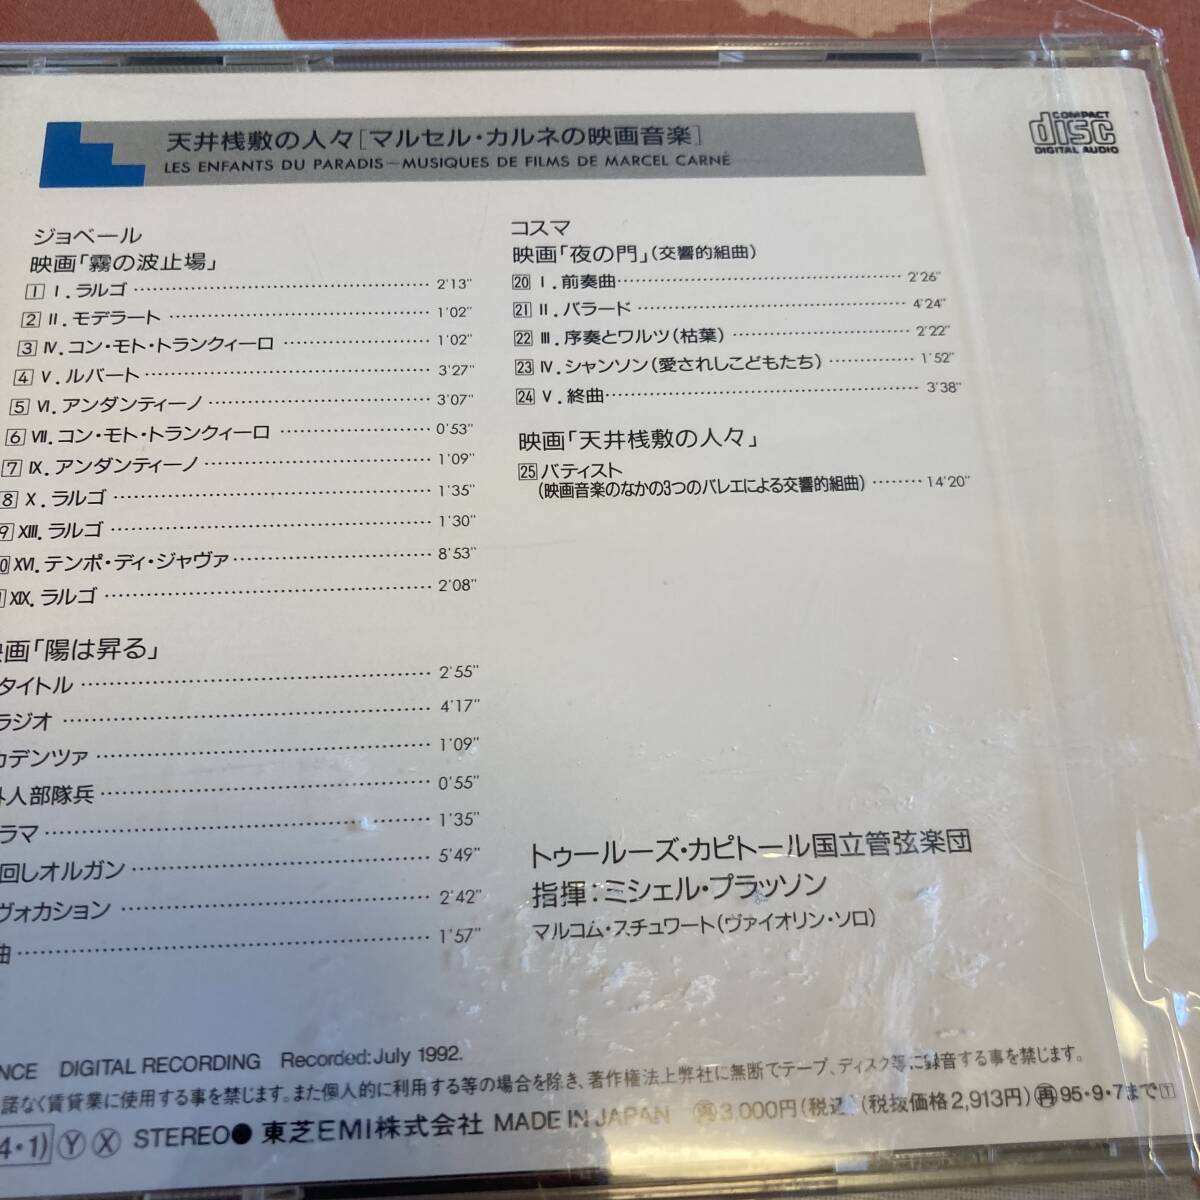 天井桟敷の人々[マルセル・カルネの映画音楽]
LES ENFANTS DU PARADIS—MUSIQUES DE FILMS DE MARCEL CARNÉ
COMPACT
disc
DIGITAL AUDIO
ジョベール
映画「霧の波止場」
1 I.ラルゴ 2'13"
2 II.モデラート 1'02"
3 IV.コン・モト・トランクィーロ 1'02"
4 V.ルバート 3'27"
5 VI.アンダンティーノ 3'07"
6 VII.コン・モト・トランクィーロ 0'53"
7 IX.アンダンティーノ 1'09"
8 X.ラルゴ 1'35"
9 XIII.ラルゴ 1'30"
0 XVI.テンポ・ディ・ジャヴァ 8'53"
XIX.ラルゴ 2'08"
映画「陽は昇る」
タイトル 2'55"
ラジオ 4'17"
カデンツァ 1'09"
外人部隊兵 0'55"
ラマ 1'35"
回しオルガン 5'49"
ヴォカション 2'42"
曲 1'57"
コスマ
映画「夜の門」(交響的組曲)
20 I.前奏曲 2'26"
21 II.バラード 4'24"
22 III.序奏とワルツ(枯葉) 2'22"
23 IV.シャンソン(愛されしこどもたち) 1'52"
24 V.終曲 3'38"
映画「天井桟敷の人々」
25 バティスト
(映画音楽のなかの3つのバレエによる交響的組曲) 14'20"
トゥールーズ・カピトール国立管弦楽団
指揮:ミシェル・プラッソン
マルコム・スチュワート(ヴァイオリン・ソロ)
NCE DIGITAL RECORDING Recorded:July 1992.
諾なく賃貸業に使用する事を禁じます。また個人的に利用する等の場合を除き、著作権法上弊社に無断でテープ、ディスク等に録音する事を禁じます。
4・1) Ⓨ Ⓧ STEREO● 東芝EMI株式会社 MADE IN JAPAN ㊢3,000円(税込)(税抜価格2,913円)㊢95・9・7まで